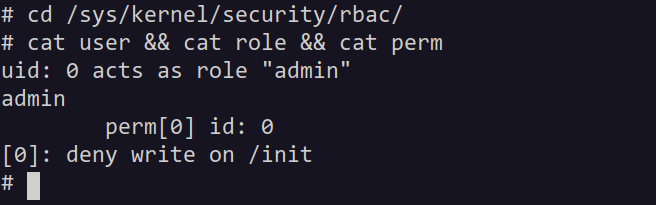 # cd /sys/kernel/security/rbac/
# cat user && cat role && cat perm
uid: 0 acts as role "admin"
admin
        perm[0] id: 0
[0]: deny write on /init
#